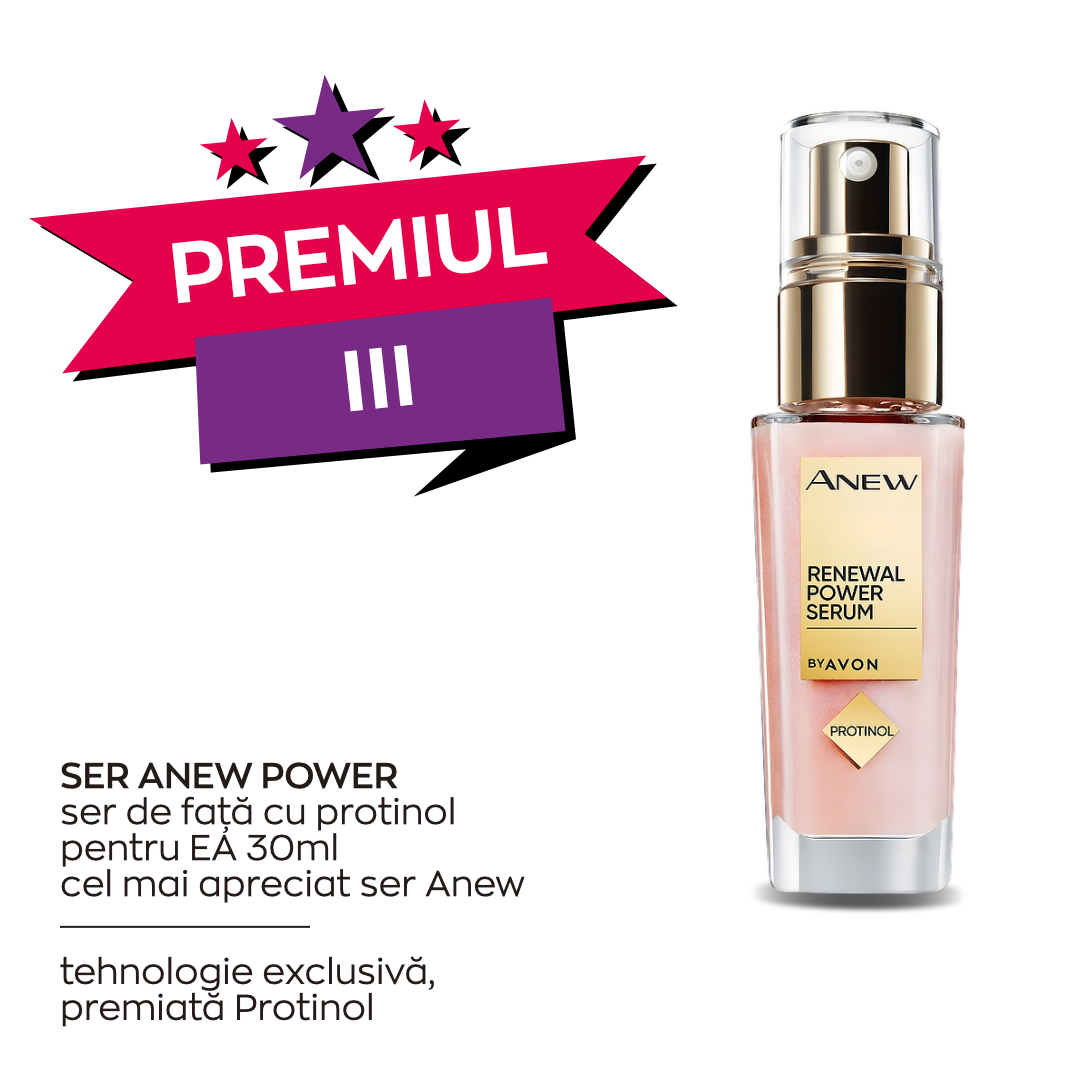 PREMIUL
III
ANEW
RENEWAL
POWER
SERUM
BY AVON
PROTINOL
SER ANEW POWER
ser de față cu protinol
pentru EA 30ml
cel mai apreciat ser Anew
tehnologie exclusivă,
premiată Protinol